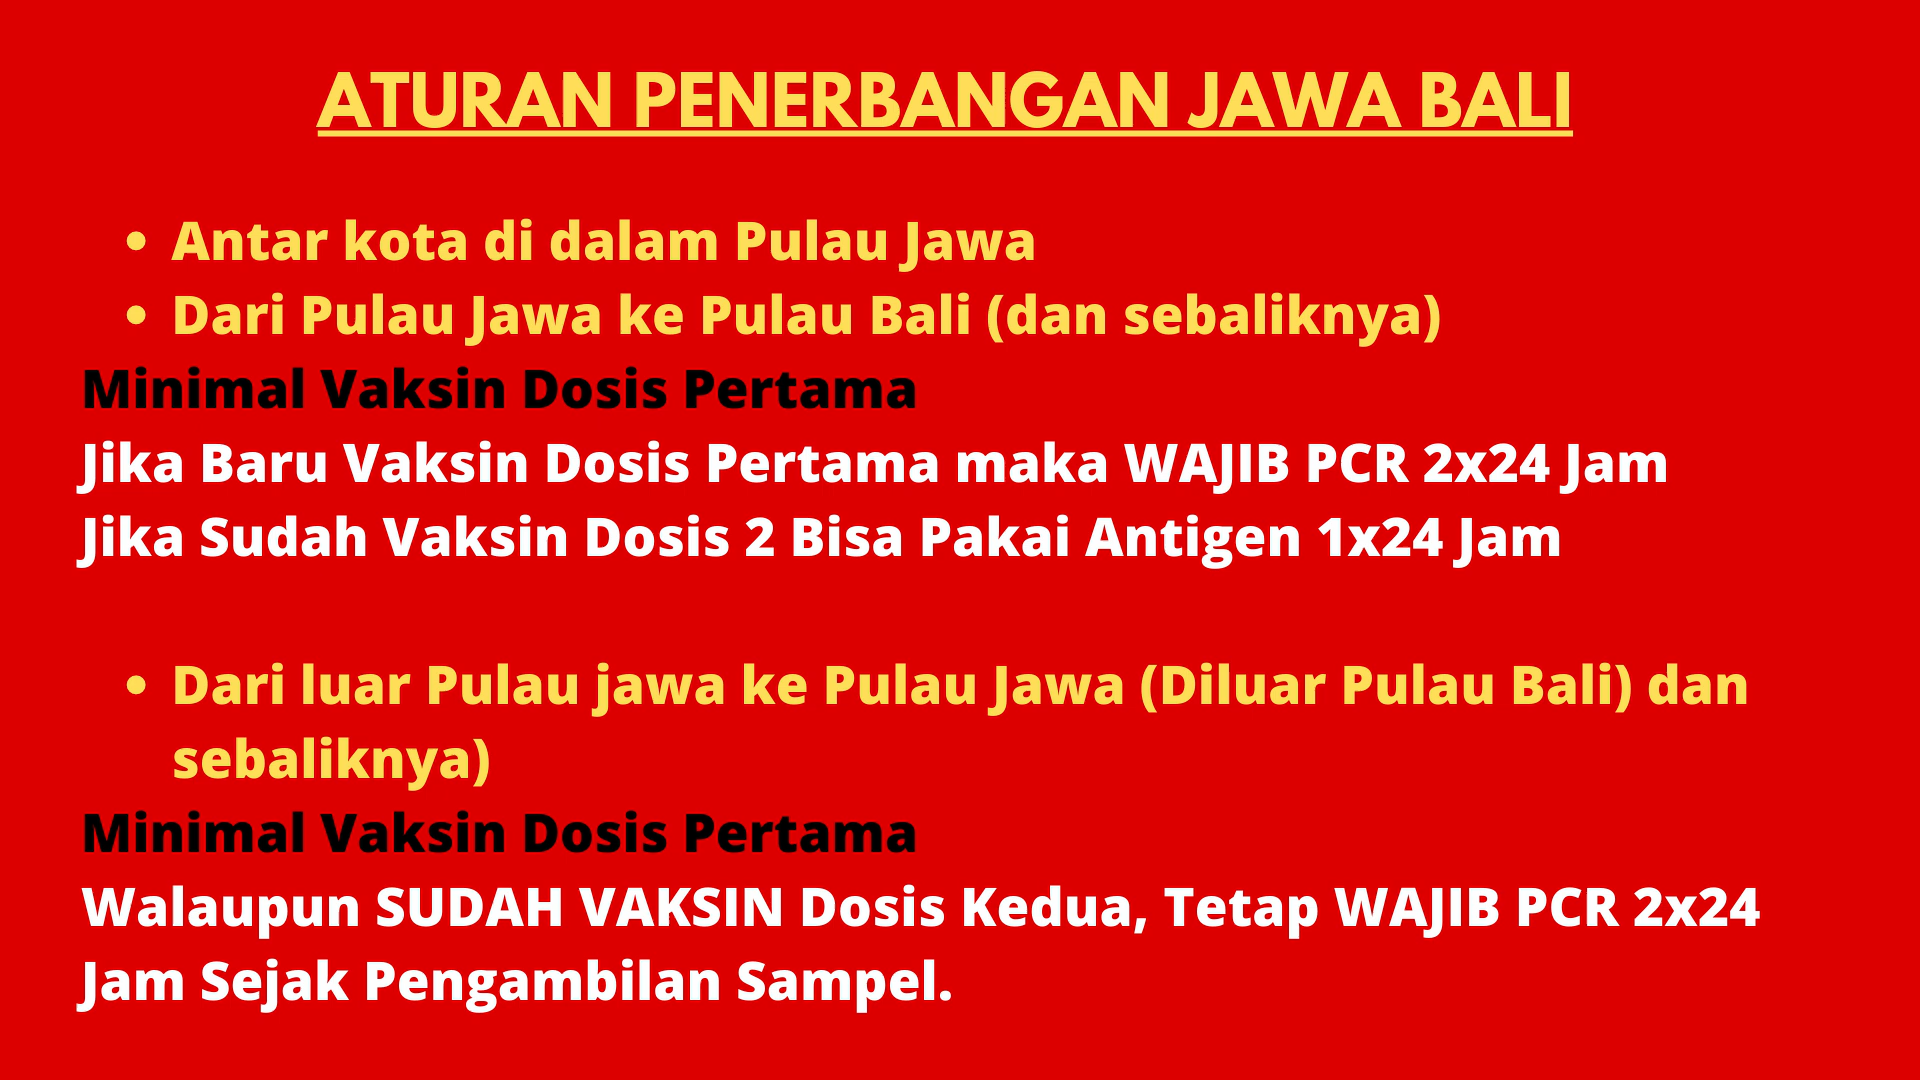 ATURAN PENERBANGAN JAWA BALI
• Antar kota di dalam Pulau Jawa
• Dari Pulau Jawa ke Pulau Bali (dan sebaliknya)
Minimal Vaksin Dosis Pertama
Jika Baru Vaksin Dosis Pertama maka WAJIB PCR 2x24 Jam
Jika Sudah Vaksin Dosis 2 Bisa Pakai Antigen 1x24 Jam
• Dari luar Pulau jawa ke Pulau Jawa (Diluar Pulau Bali) dan
sebaliknya)
Minimal Vaksin Dosis Pertama
Walaupun SUDAH VAKSIN Dosis Kedua, Tetap WAJIB PCR 2x24
Jam Sejak Pengambilan Sampel.